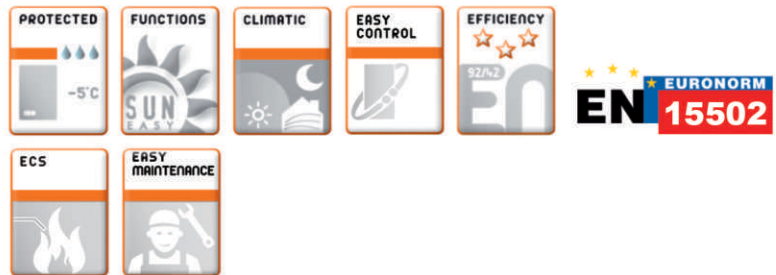 PROTECTED
-5°C
FUNCTIONS
SUN
EASY
CLIMATIC
EASY
CONTROL
EFFICIENCY
92/42
EN
EN
EURONORM
15502
ECS
EASY
MAINTENANCE